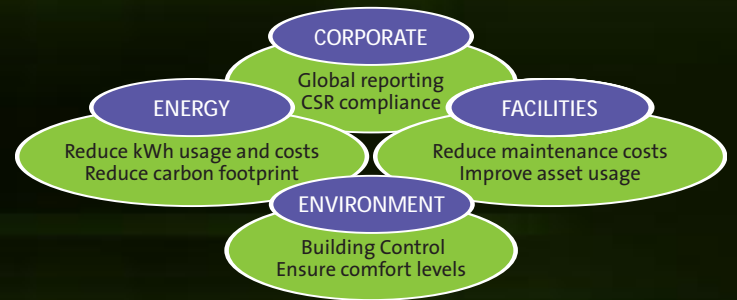 CORPORATE
Global reporting
CSR compliance
ENERGY
Reduce kWh usage and costs
Reduce carbon footprint
FACILITIES
Reduce maintenance costs
Improve asset usage
ENVIRONMENT
Building Control
Ensure comfort levels